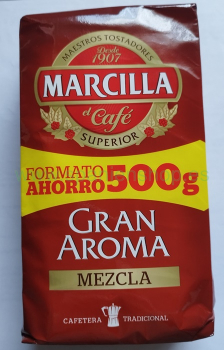 MAESTROS TOSTADORES
Desde
1907
MARCILLA
el Café
SUPERIOR
FORMATO
AHORRO 500g
GRAN
AROMA
MEZCLA
CAFETERA TRADICIONAL